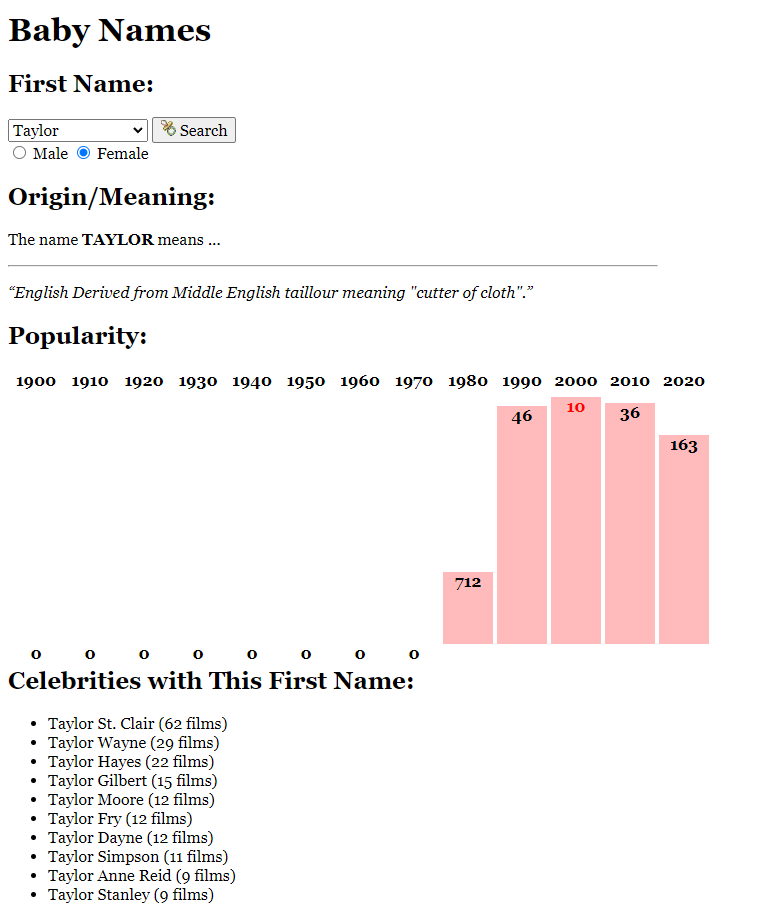 Baby Names
First Name:
Taylor Search
Male Female
Origin/Meaning:
The name TAYLOR means ...
“English Derived from Middle English taillour meaning "cutter of cloth".”
Popularity:
1900 1910 1920 1930 1940 1950 1960 1970 1980 1990 2000 2010 2020
0 0 0 0 0 0 0 0 712 46 10 36 163
Celebrities with This First Name:
Taylor St. Clair (62 films)
Taylor Wayne (29 films)
Taylor Hayes (22 films)
Taylor Gilbert (15 films)
Taylor Moore (12 films)
Taylor Fry (12 films)
Taylor Dayne (12 films)
Taylor Simpson (11 films)
Taylor Anne Reid (9 films)
Taylor Stanley (9 films)